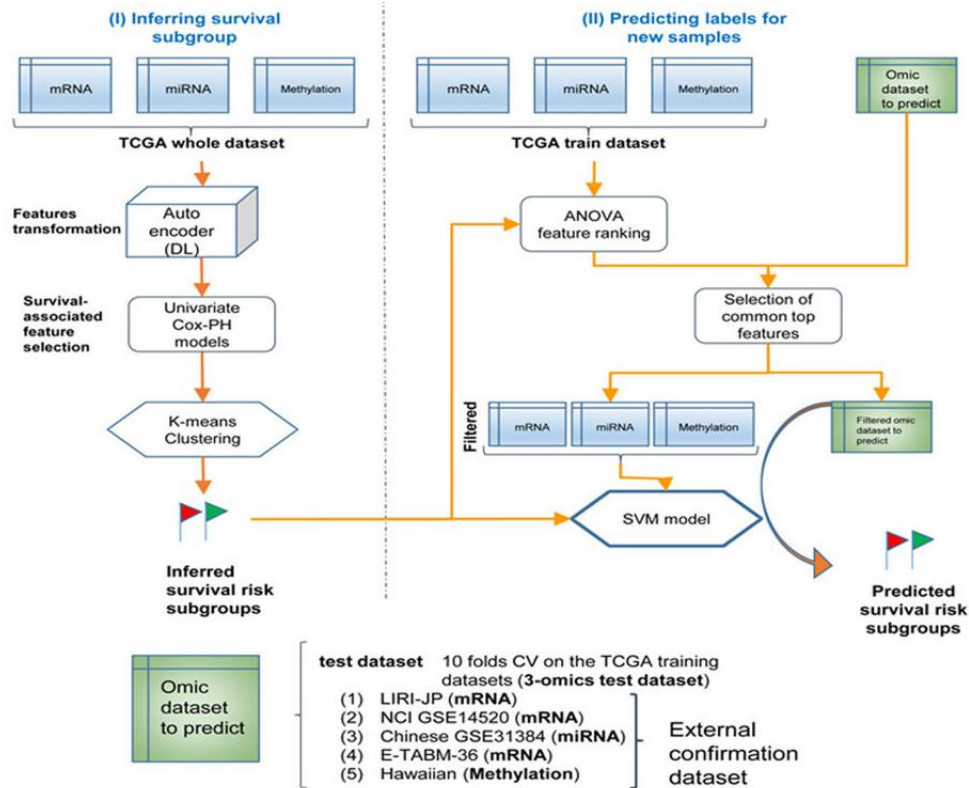 (I) Inferring survival
subgroup
mRNA
miRNA
Methylation
TCGA whole dataset
Features
transformation
Auto
encoder
(DL)
Survival-
associated
feature
selection
Univariate
Cox-PH
models
K-means
Clustering
Inferred
survival risk
subgroups
(II) Predicting labels for
new samples
mRNA
miRNA
Methylation
TCGA train dataset
Omic
dataset
to predict
ANOVA
feature ranking
Selection of
common top
features
Filtered
mRNA
miRNA
Methylation
Filtered omic
dataset to
predict
SVM model
Predicted
survival risk
subgroups
Omic
dataset
to predict
test dataset 10 folds CV on the TCGA training
datasets (3-omics test dataset)
(1) LIRI-JP (mRNA)
(2) NCI GSE14520 (mRNA)
(3) Chinese GSE31384 (miRNA)
(4) E-TABM-36 (mRNA)
(5) Hawaiian (Methylation)
External
confirmation
dataset